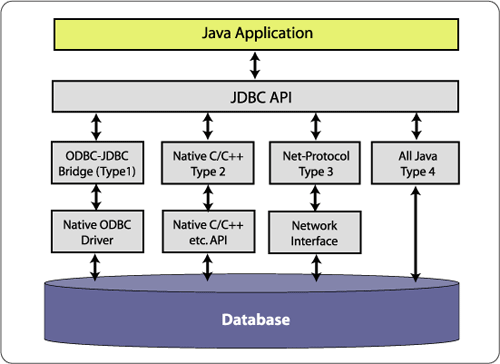 Java Application
JDBC API
ODBC-JDBC
Bridge (Type1)
Native C/C++
Type 2
Net-Protocol
Type 3
All Java
Type 4
Native ODBC
Driver
Native C/C++
etc. API
Network
Interface
Database